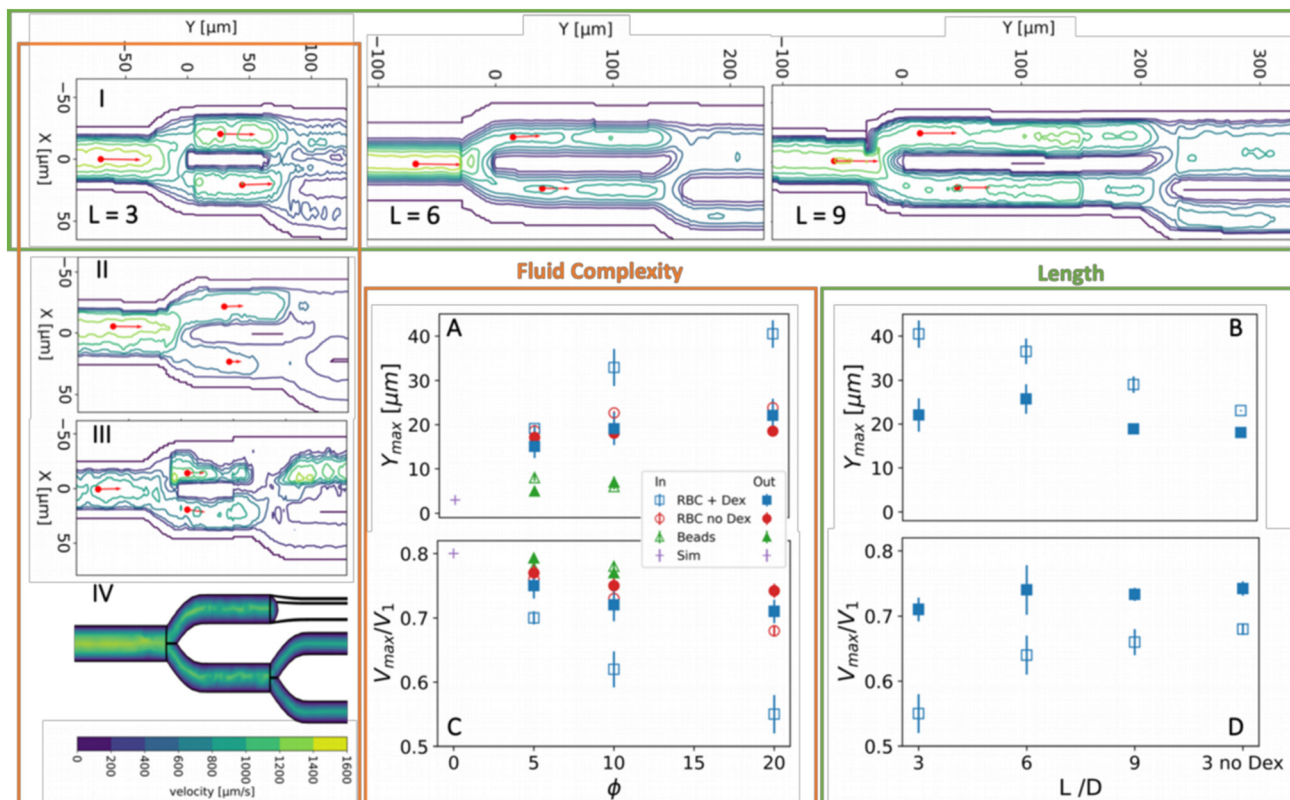 Y [μm]
Y [μm]
Y [μm]
-50
0
50
100
-100
0
100
200
-100
0
100
200
300
-50
0
50
X [μm]
I
L = 3
L = 6
L = 9
II
-50
0
50
X [μm]
III
-50
0
50
X [μm]
IV
0
200
400
600
800
1000
1200
1400
1600
velocity [μm/s]
Fluid Complexity
Length
A
40
30
20
10
0
Y_max [μm]
In Out
RBC + Dex
RBC no Dex
Beads
Sim
B
40
30
20
10
0
Y_max [μm]
C
0.8
0.7
0.6
0.5
V_max/V_1
0 5 10 15 20
ϕ
D
0.8
0.7
0.6
0.5
V_max/V_1
3 6 9 3 no Dex
L /D